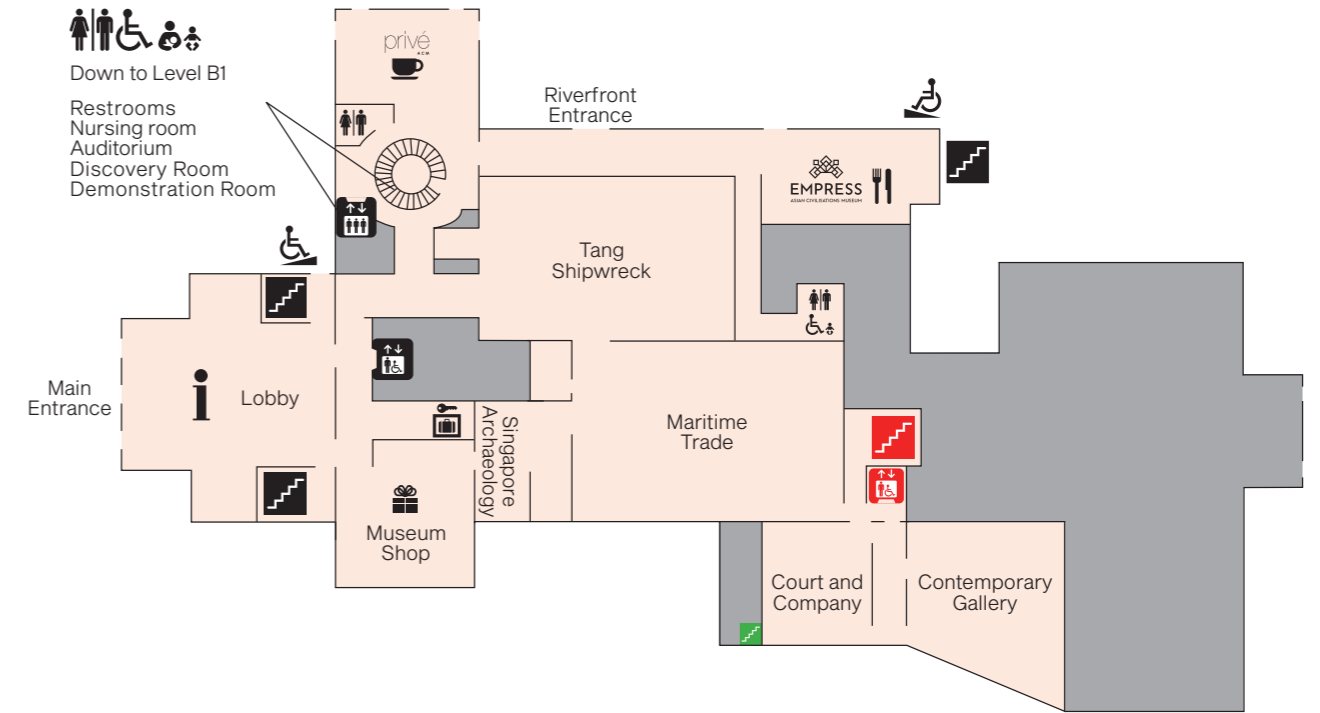 privé
ACM
Down to Level B1
Restrooms
Nursing room
Auditorium
Discovery Room
Demonstration Room
Riverfront
Entrance
EMPRESS
ASIAN CIVILISATIONS MUSEUM
Tang
Shipwreck
Main
Entrance
Lobby
Singapore
Archaeology
Maritime
Trade
Museum
Shop
Court and
Company
Contemporary
Gallery